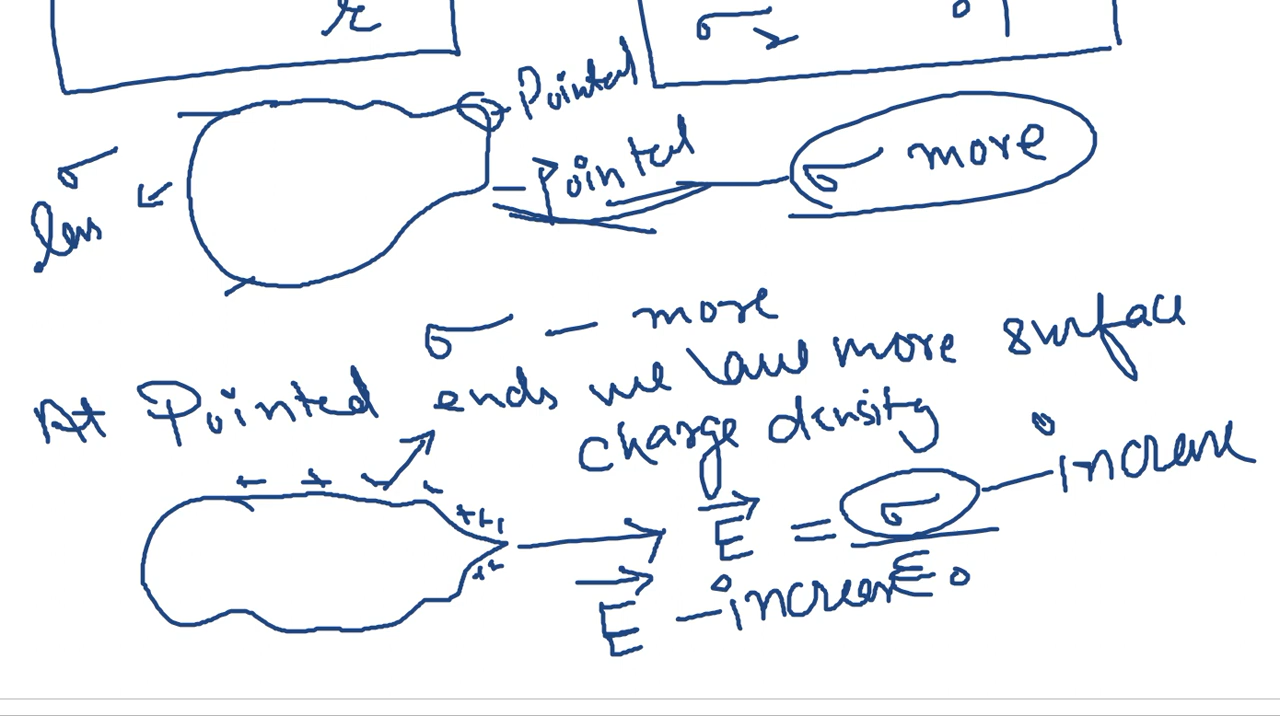 σ
Pointed
Pointed
σ more
σ
less
σ — more
At Pointed ends we have more surface
charge density
E = σ — increase
ε0
E — increase